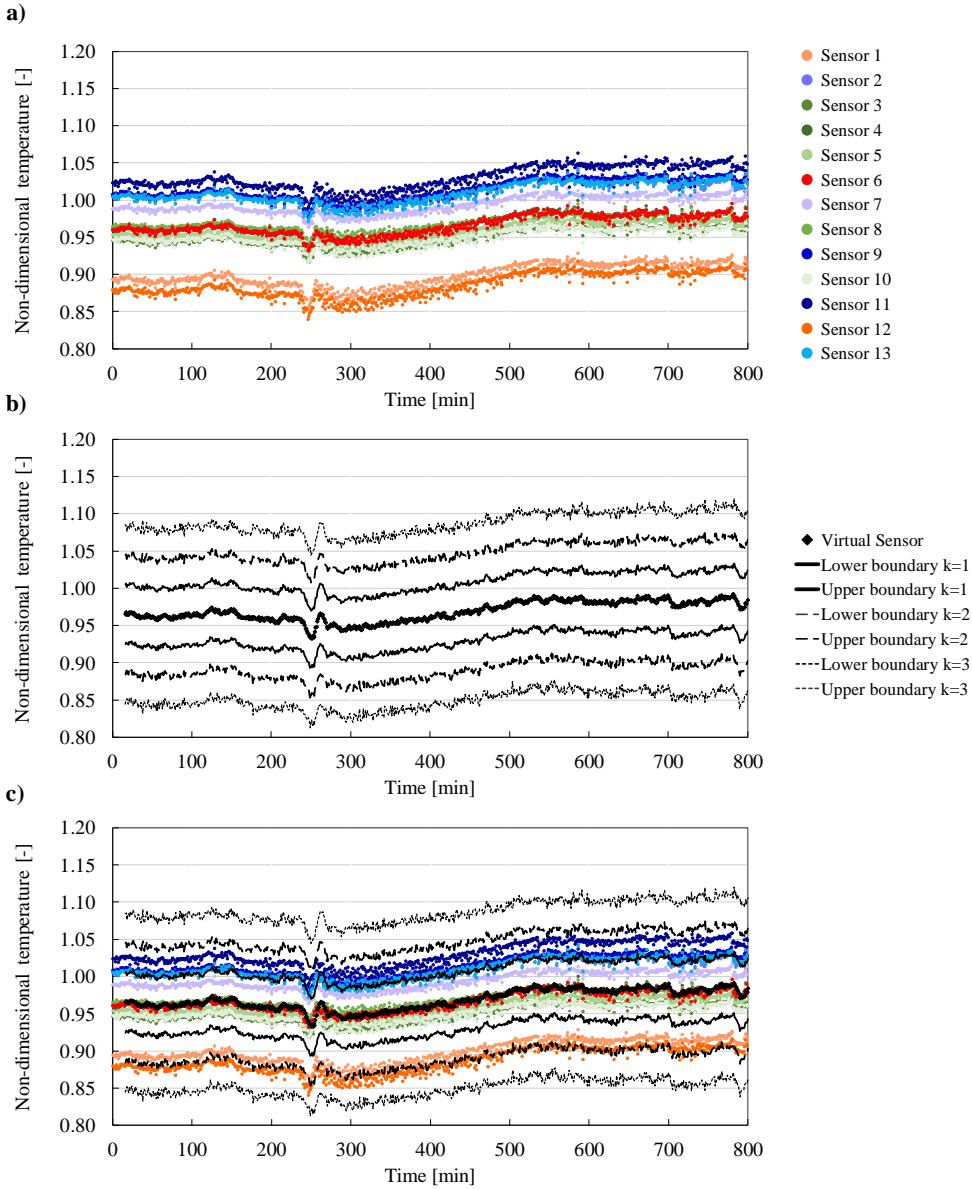 a)
Non-dimensional temperature [-]
1.20
1.15
1.10
1.05
1.00
0.95
0.90
0.85
0.80
0 100 200 300 400 500 600 700 800
Time [min]
Sensor 1
Sensor 2
Sensor 3
Sensor 4
Sensor 5
Sensor 6
Sensor 7
Sensor 8
Sensor 9
Sensor 10
Sensor 11
Sensor 12
Sensor 13
b)
Non-dimensional temperature [-]
1.20
1.15
1.10
1.05
1.00
0.95
0.90
0.85
0.80
0 100 200 300 400 500 600 700 800
Time [min]
Virtual Sensor
Lower boundary k=1
Upper boundary k=1
Lower boundary k=2
Upper boundary k=2
Lower boundary k=3
Upper boundary k=3
c)
Non-dimensional temperature [-]
1.20
1.15
1.10
1.05
1.00
0.95
0.90
0.85
0.80
0 100 200 300 400 500 600 700 800
Time [min]